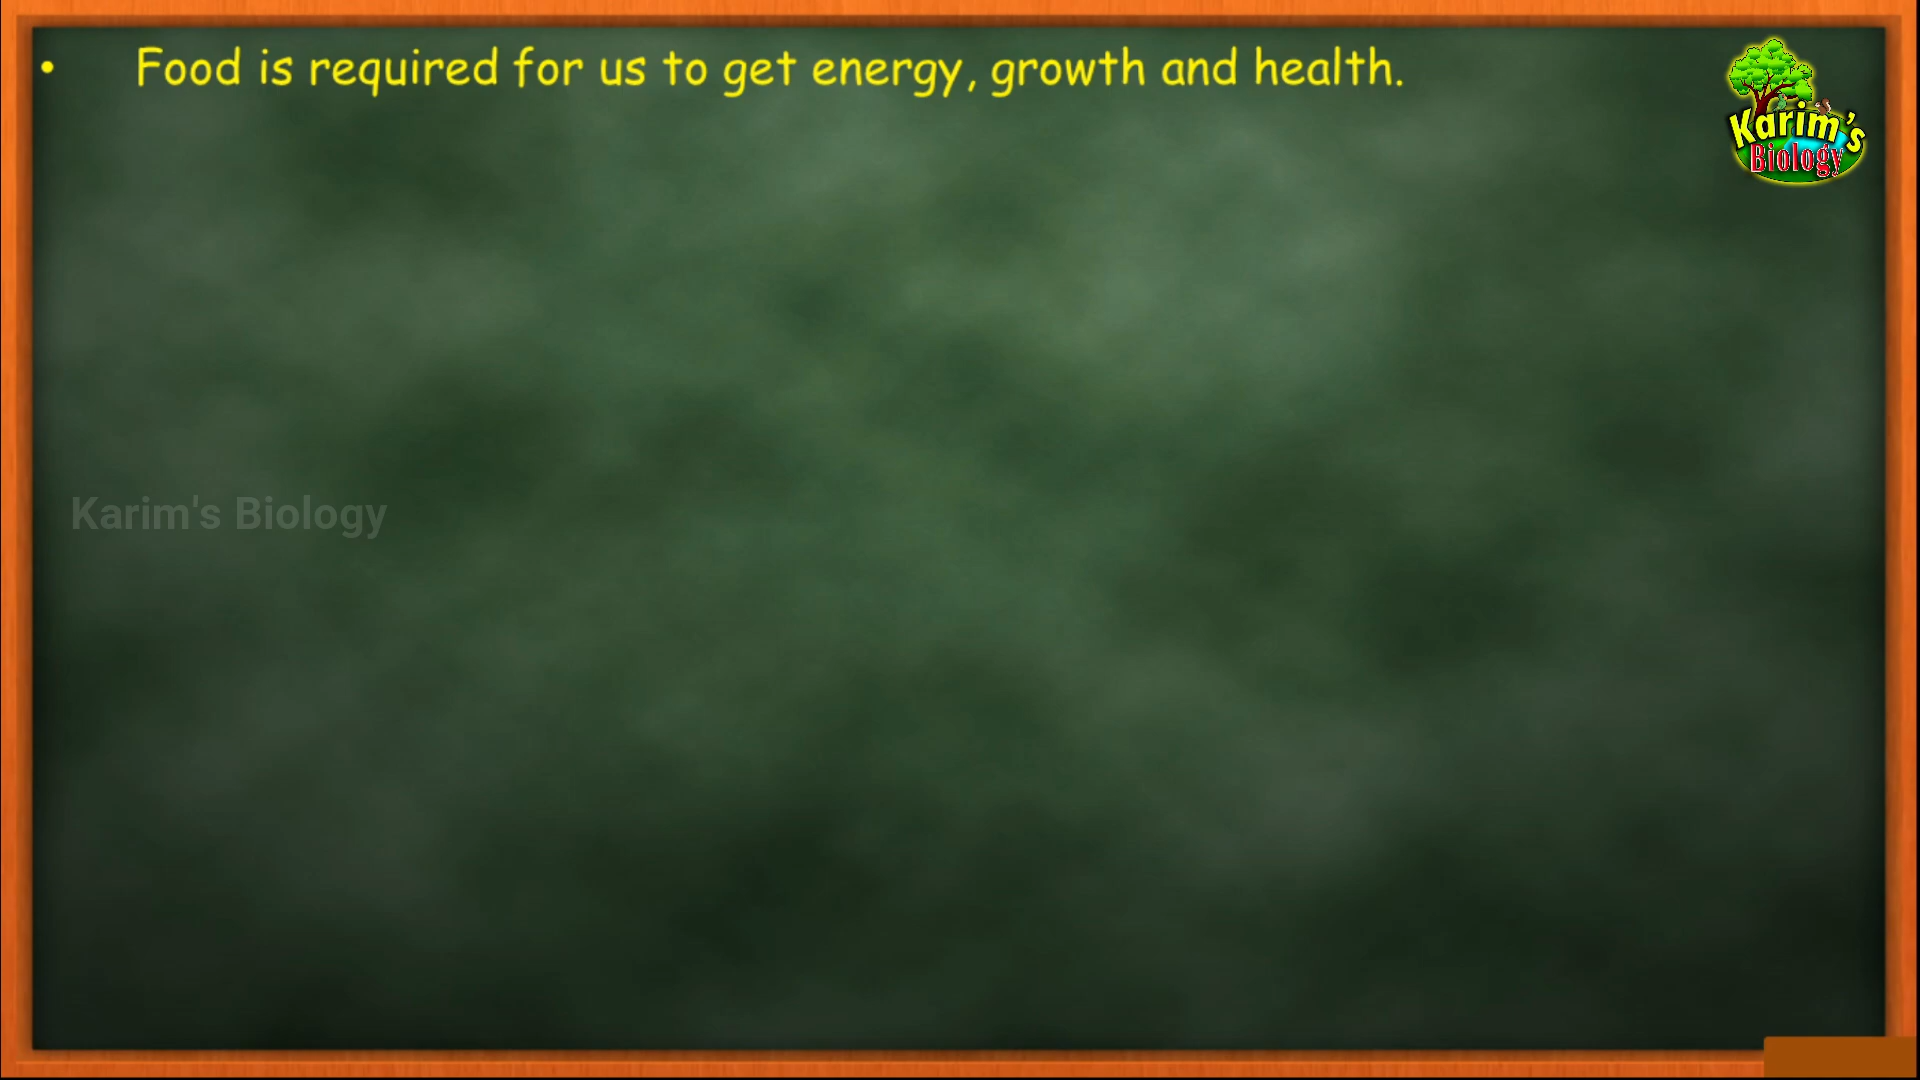 • Food is required for us to get energy, growth and health.
Karim's
Biology
Karim's Biology